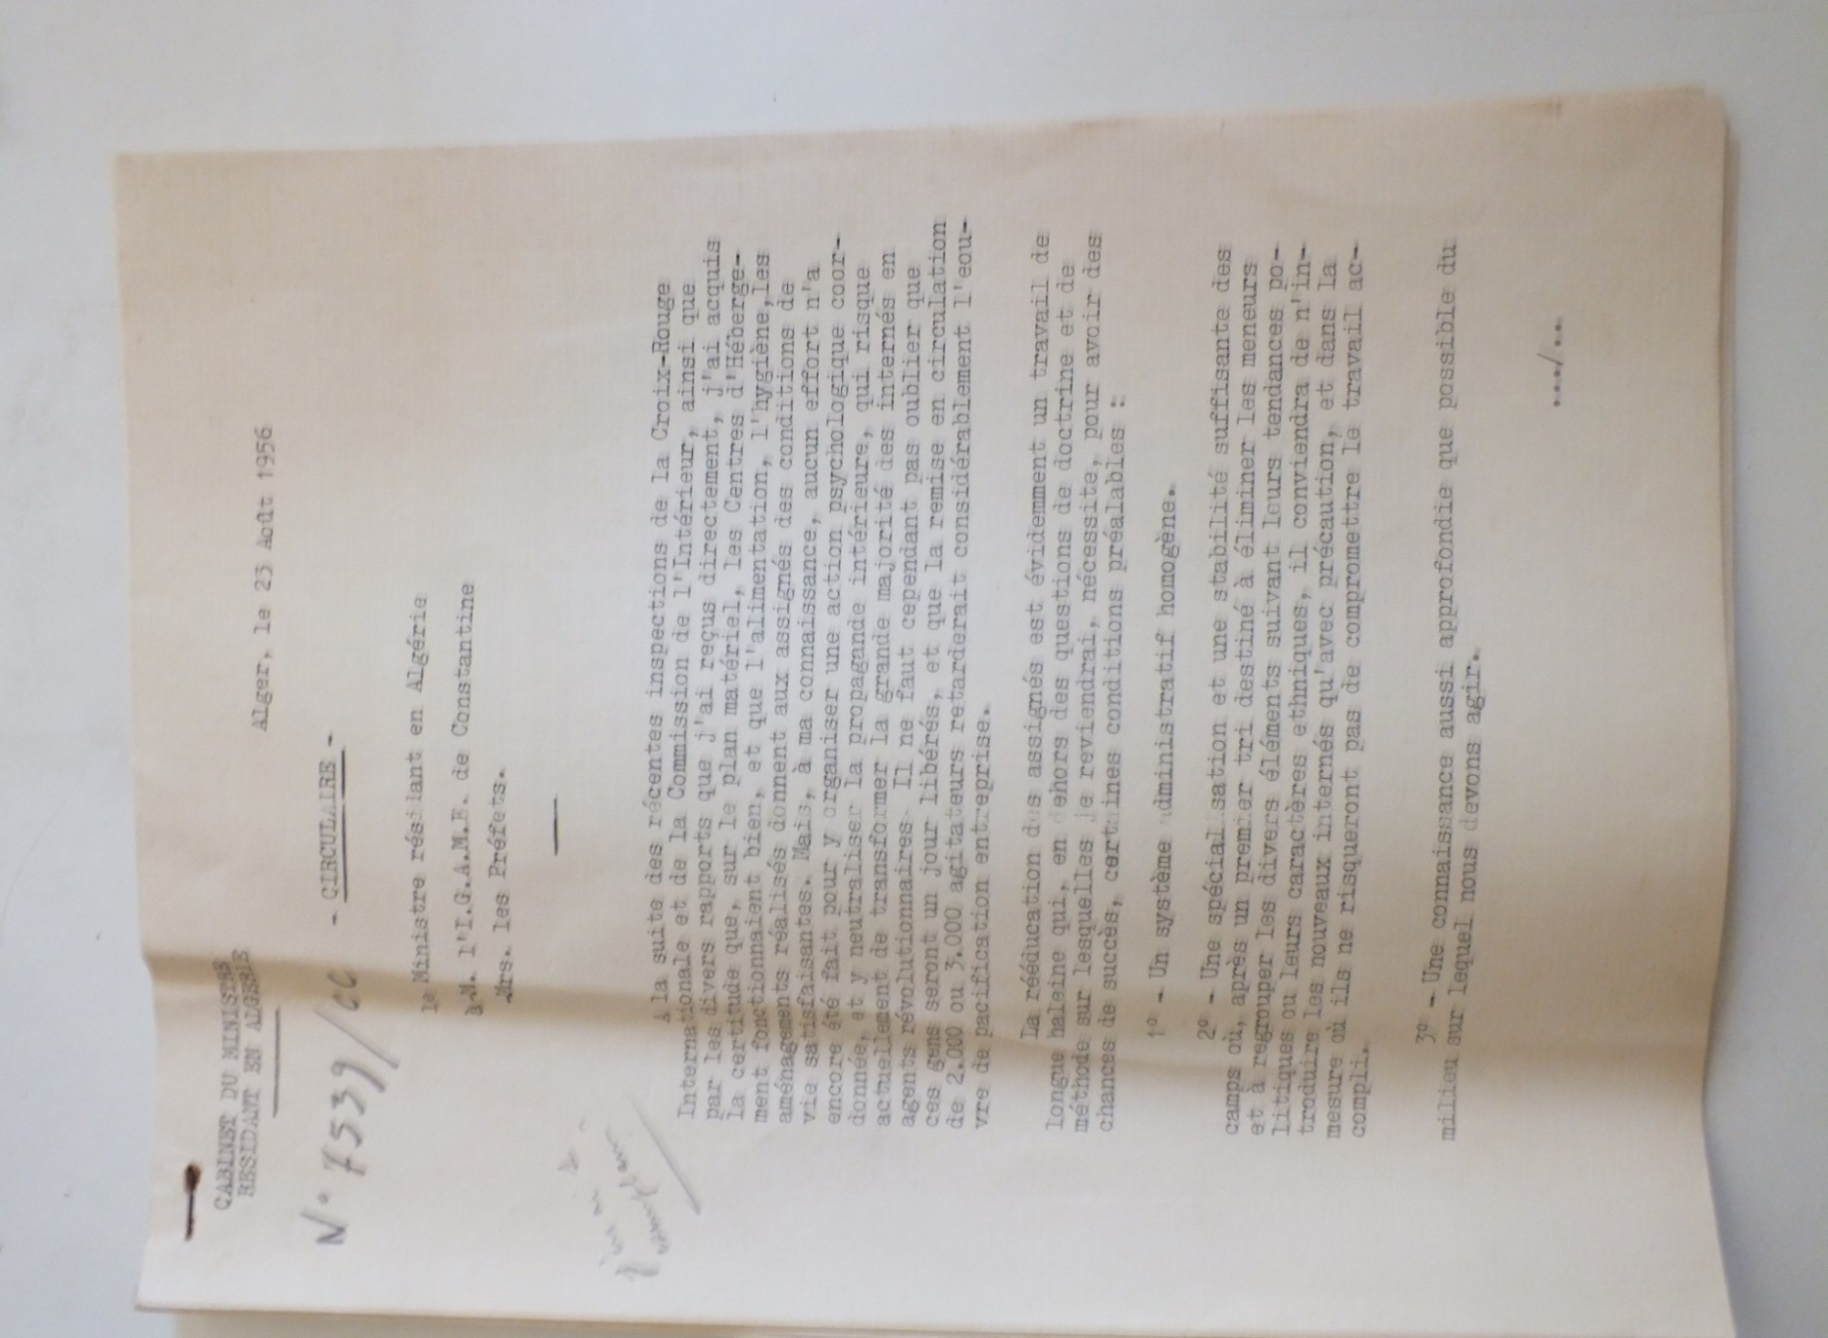 CABINET DU MINISTRE
RESIDANT EN ALGERIE
Alger, le 23 Août 1956
N° 7539/CC
- CIRCULAIRE -
le Ministre résidant en Algérie
à M. l'I.G.A.M.E. de Constantine
Mrs. les Préfets.
A la suite des récentes inspections de la Croix-Rouge
Internationale et de la Commission de l'Intérieur, ainsi que
par les divers rapports que j'ai reçus directement, j'ai acquis
la certitude que, sur le plan matériel, les Centres d'Héberge-
ment fonctionnaient bien, et que l'alimentation, l'hygiène,les
aménagements réalisés donnent aux assignés des conditions de
vie satisfaisantes. Mais, à ma connaissance, aucun effort n'a
encore été fait pour y organiser une action psychologique coor-
donnée, et y neutraliser la propagande intérieure, qui risque
actuellement de transformer la grande majorité des internés en
agents révolutionnaires. Il ne faut cependant pas oublier que
ces gens seront un jour libérés, et que la remise en circulation
de 2.000 ou 3.000 agitateurs retarderait considérablement l'eou-
vre de pacification entreprise.
La rééducation des assignés est évidemment un travail de
longue haleine qui, en dehors des questions de doctrine et de
méthode sur lesquelles je reviendrai, nécessite, pour avoir des
chances de succès, certaines conditions préalables :
1° - Un système administratif homogène.
2° - Une spécialisation et une stabilité suffisante des
camps où, après un premier tri destiné à éliminer les meneurs
et à regrouper les divers éléments suivant leurs tendances po-
litiques ou leurs caractères ethniques, il conviendra de n'in-
troduire les nouveaux internés qu'avec précaution, et dans la
mesure où ils ne risqueront pas de compromettre le travail ac-
compli.
3° - Une connaissance aussi approfondie que possible du
milieu sur lequel nous devons agir.
.../...